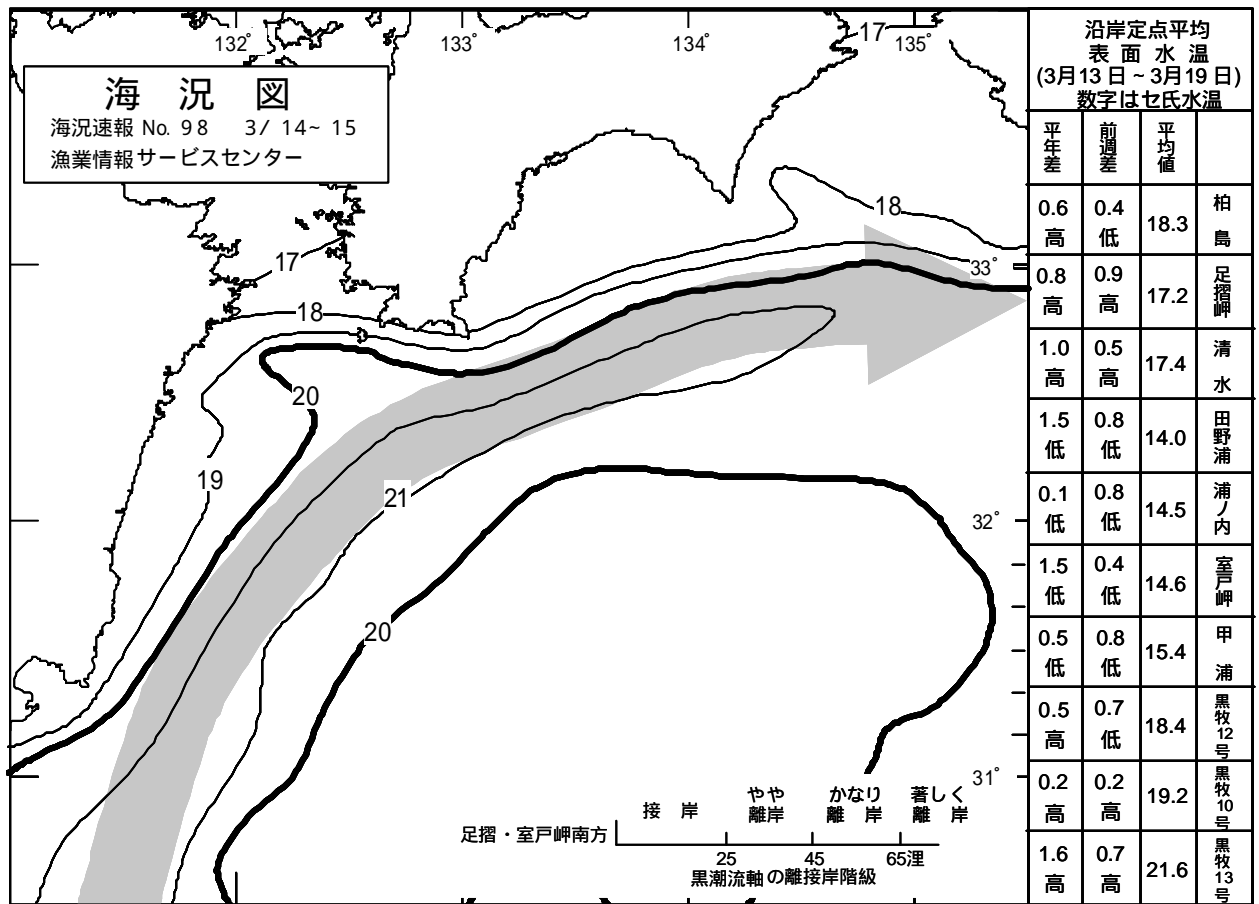 132°
133°
134°
17
135°
海 況 図
海況速報 No. 98 3/ 14~ 15
漁業情報サービスセンター
18
17
33°
18
20
19
21
32°
20
31°
接 岸
やや
離岸
かなり
離 岸
著しく
離 岸
足摺・室戸岬南方
25 45 65浬
黒潮流軸の離接岸階級
沿岸定点平均
表 面 水 温
(3月13 日 ~ 3月19 日)
数字はセ氏水温
平年差 前週差 平均値
0.6高 0.4低 18.3 柏島
0.8高 0.9高 17.2 足摺岬
1.0高 0.5高 17.4 清水
1.5低 0.8低 14.0 田野浦
0.1低 0.8低 14.5 浦ノ内
1.5低 0.4低 14.6 室戸岬
0.5低 0.8低 15.4 甲浦
0.5高 0.7低 18.4 黒牧12号
0.2高 0.2高 19.2 黒牧10号
1.6高 0.7高 21.6 黒牧13号